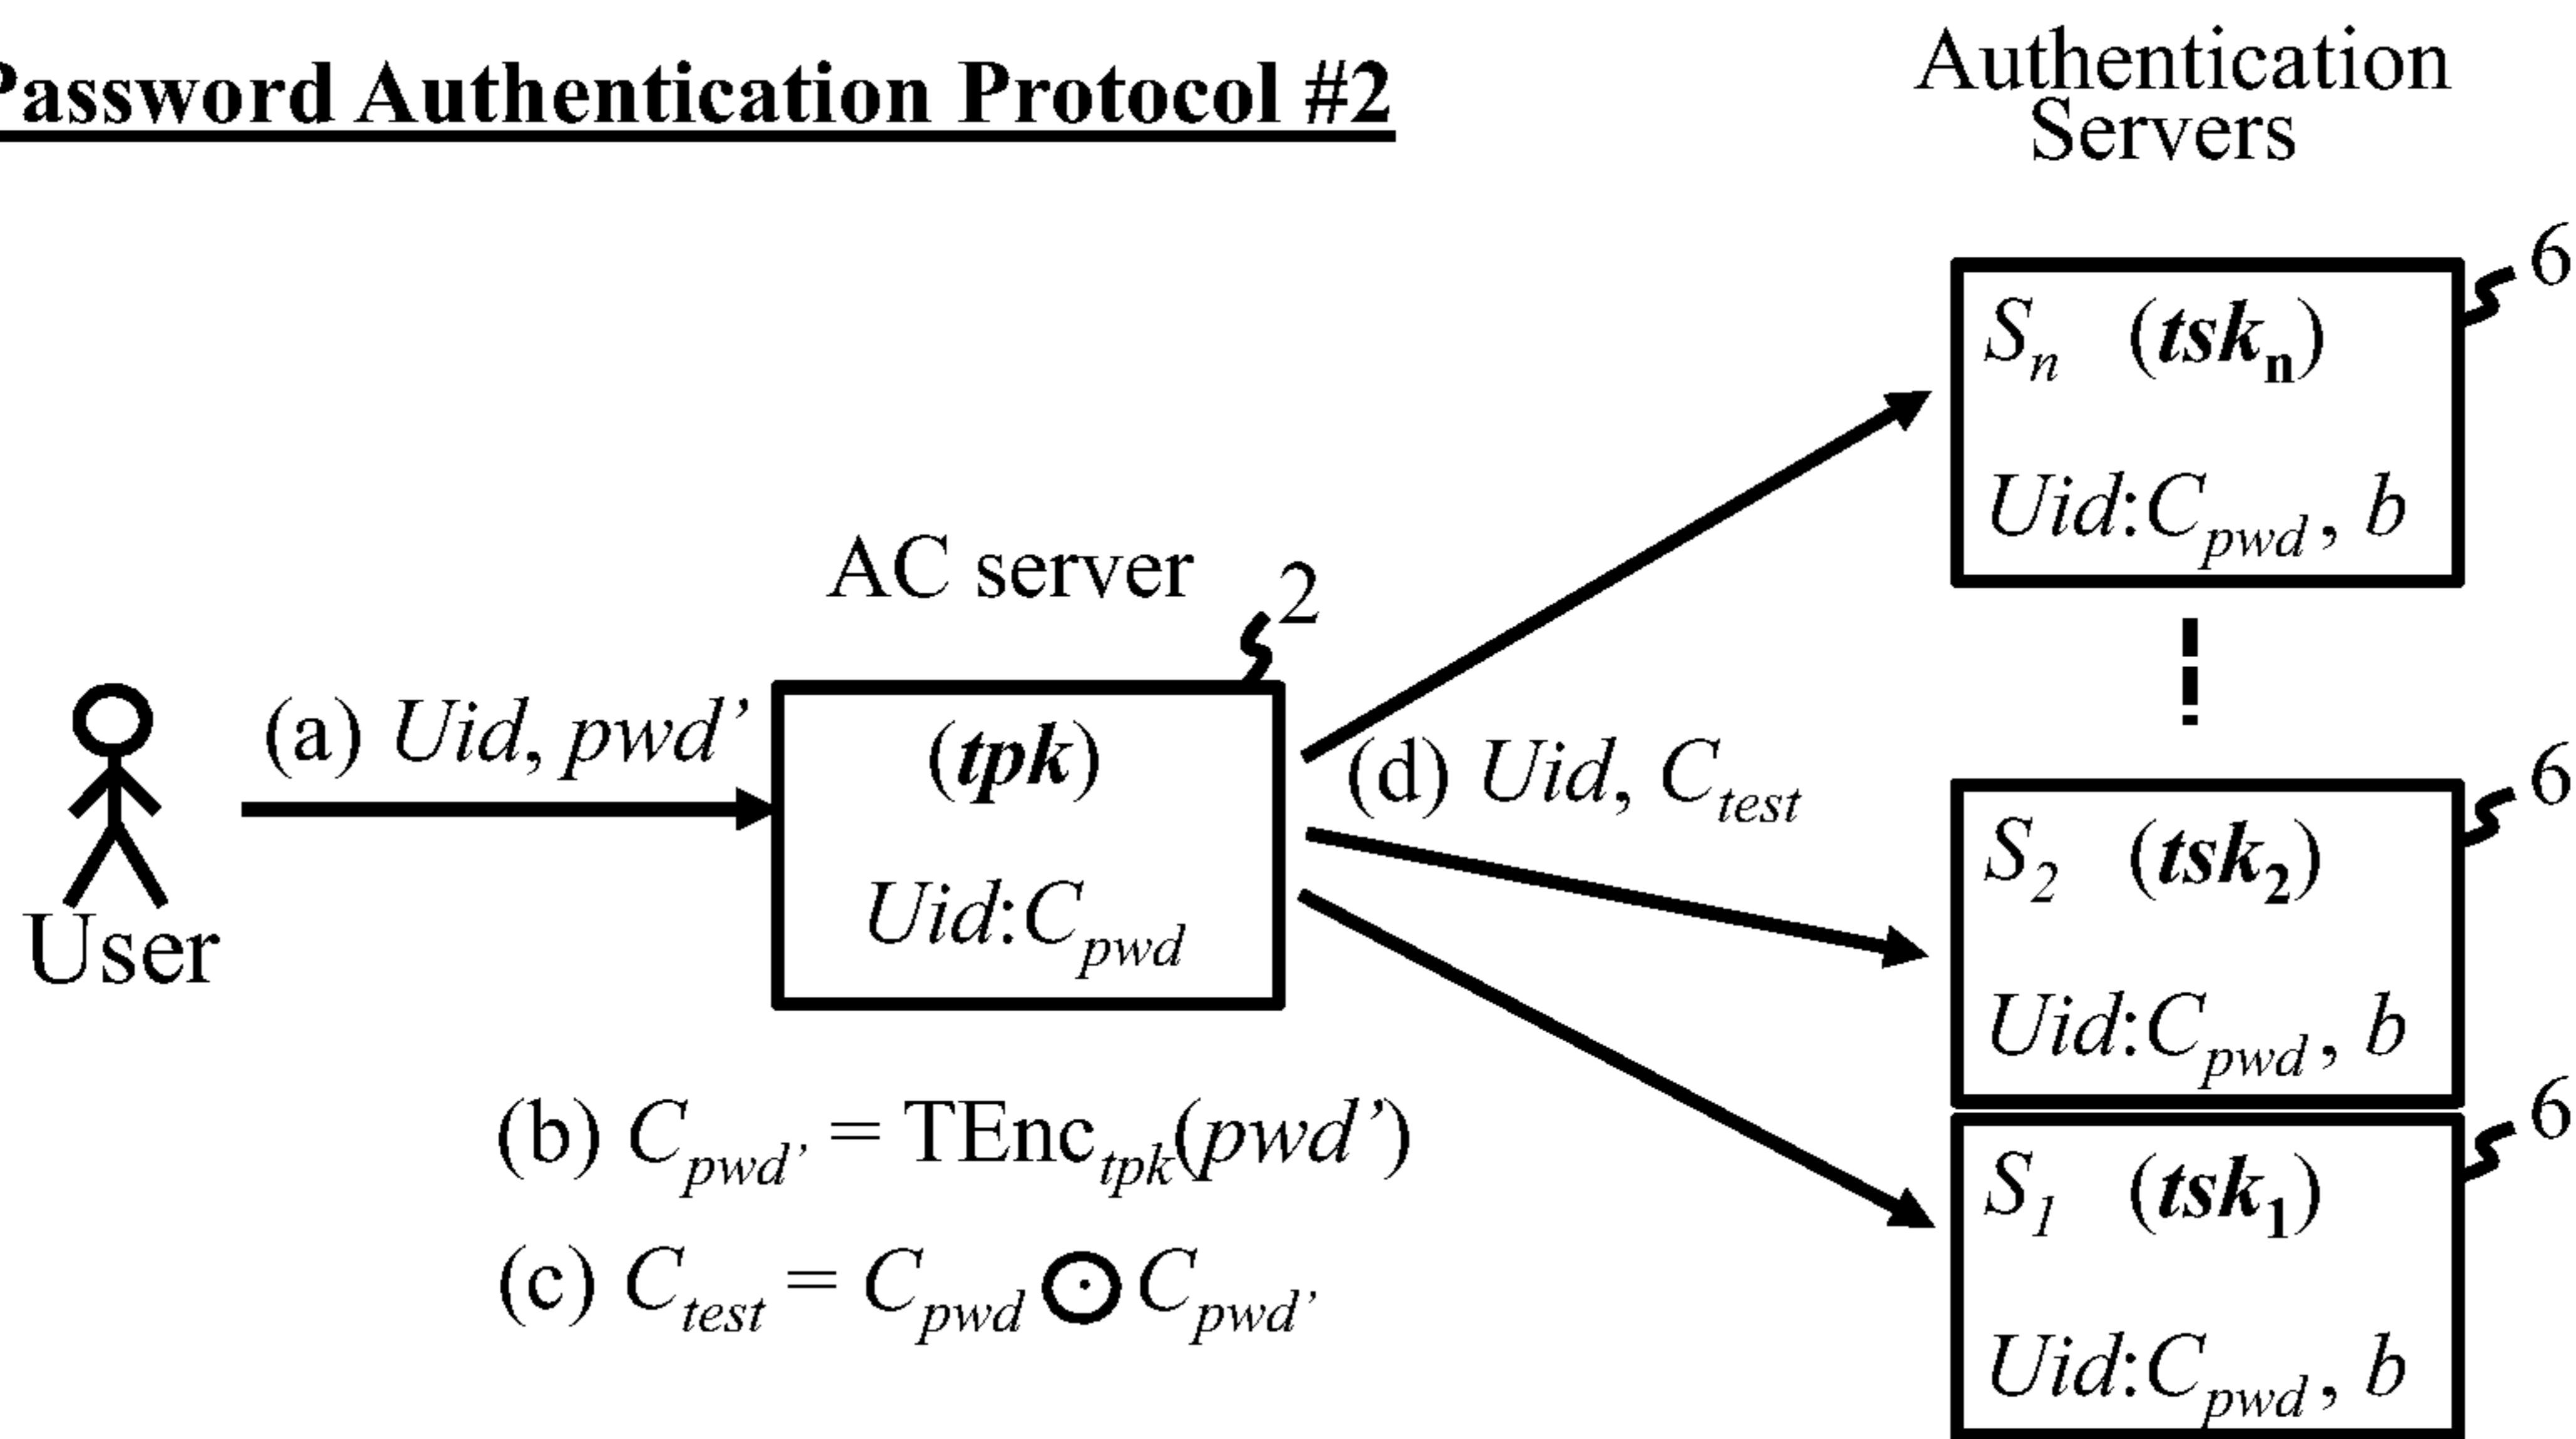 Password Authentication Protocol #2
Authentication
Servers
6
S_n (tsk_n)
Uid:C_pwd, b
AC server
2
(a) Uid, pwd’
(tpk)
Uid:C_pwd
User
(d) Uid, C_test
6
S_2 (tsk_2)
Uid:C_pwd, b
6
S_1 (tsk_1)
Uid:C_pwd, b
(b) C_pwd’ = TEnc_tpk(pwd’)
(c) C_test = C_pwd ⊙ C_pwd’